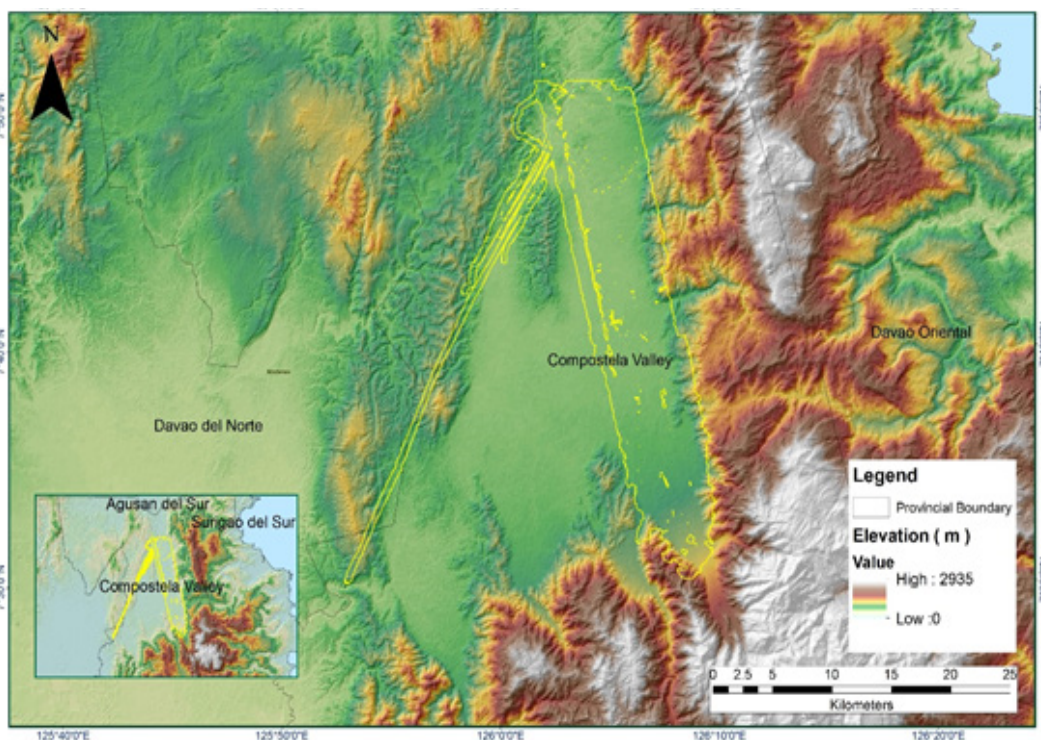 N
Davao Oriental
Compostela Valley
Davao del Norte
Legend
Provincial Boundary
Elevation ( m )
Value
High : 2935
Low :0
Agusan del Sur
Surigao del Sur
Compostela Valley
0 2.5 5 10 15 20 25
Kilometers
125°40'0"E 125°50'0"E 126°0'0"E 126°10'0"E 126°20'0"E